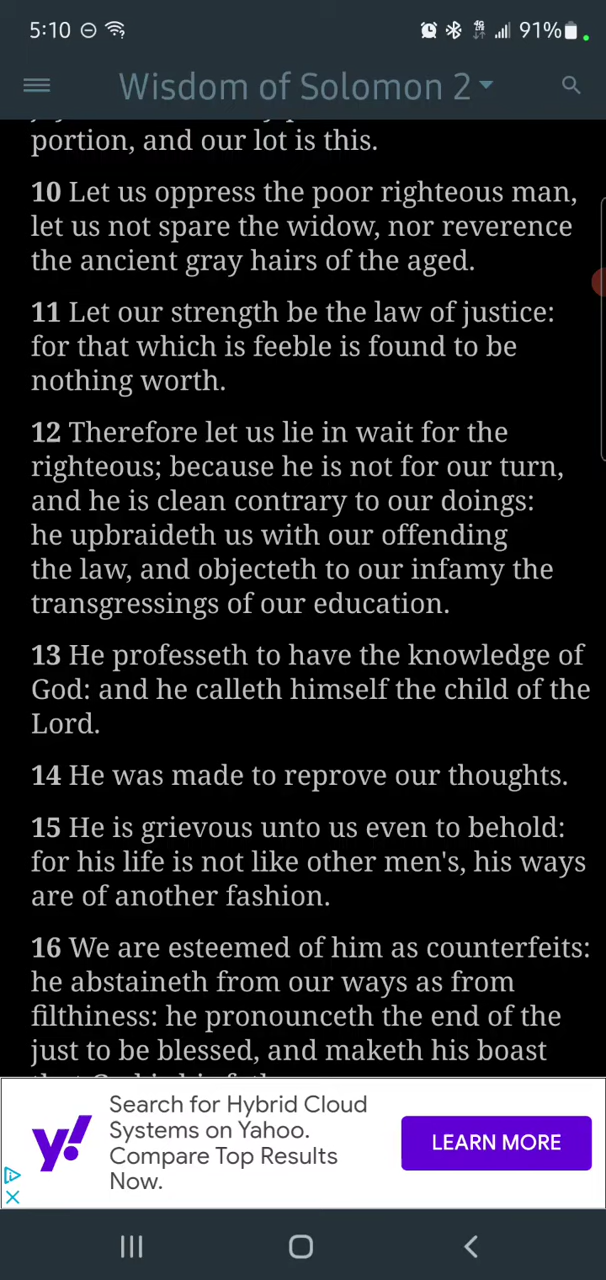 5:10
4G
91%
Wisdom of Solomon 2
portion, and our lot is this.
10 Let us oppress the poor righteous man,
let us not spare the widow, nor reverence
the ancient gray hairs of the aged.
11 Let our strength be the law of justice:
for that which is feeble is found to be
nothing worth.
12 Therefore let us lie in wait for the
righteous; because he is not for our turn,
and he is clean contrary to our doings:
he upbraideth us with our offending
the law, and objecteth to our infamy the
transgressings of our education.
13 He professeth to have the knowledge of
God: and he calleth himself the child of the
Lord.
14 He was made to reprove our thoughts.
15 He is grievous unto us even to behold:
for his life is not like other men's, his ways
are of another fashion.
16 We are esteemed of him as counterfeits:
he abstaineth from our ways as from
filthiness: he pronounceth the end of the
just to be blessed, and maketh his boast
y!
Search for Hybrid Cloud
Systems on Yahoo.
Compare Top Results
Now.
LEARN MORE